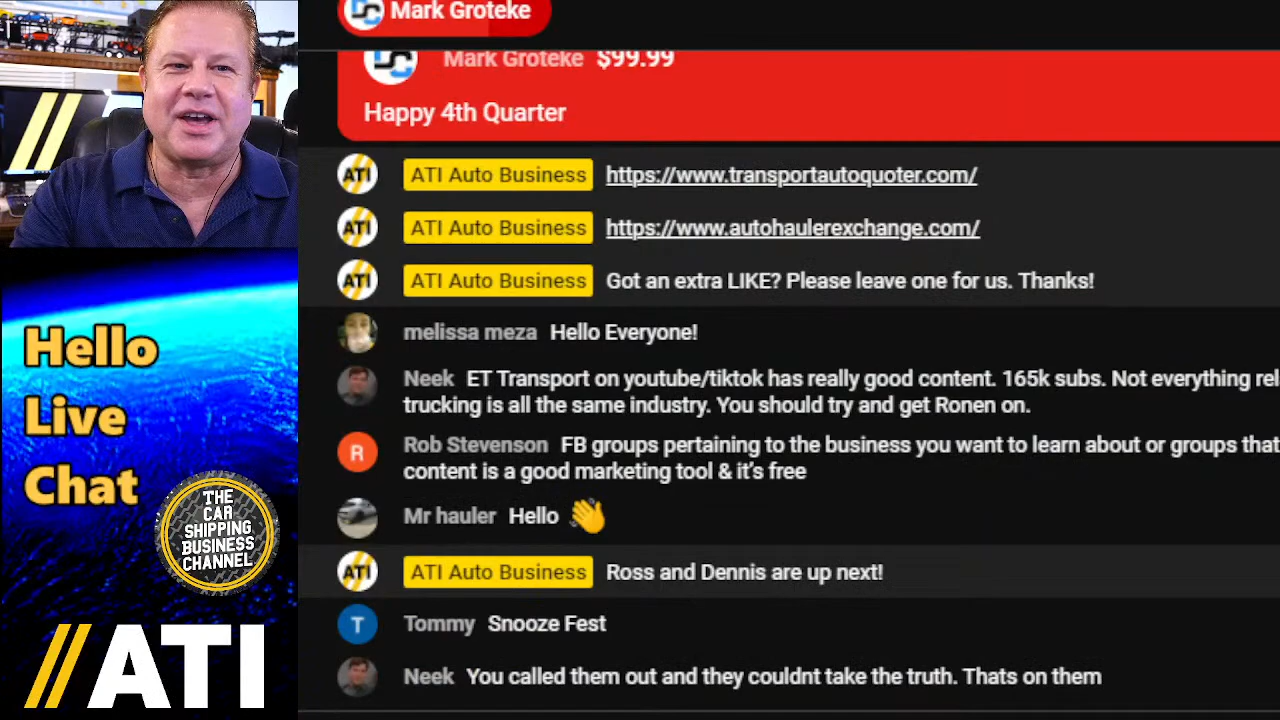 Mark Groteke
Mark Groteke $99.99
Happy 4th Quarter
ATI ATI Auto Business https://www.transportautoquoter.com/
ATI ATI Auto Business https://www.autohaulerexchange.com/
ATI ATI Auto Business Got an extra LIKE? Please leave one for us. Thanks!
melissa meza Hello Everyone!
Neek ET Transport on youtube/tiktok has really good content. 165k subs. Not everything rel
trucking is all the same industry. You should try and get Ronen on.
R Rob Stevenson FB groups pertaining to the business you want to learn about or groups that
content is a good marketing tool & it's free
Mr hauler Hello 👋
ATI ATI Auto Business Ross and Dennis are up next!
T Tommy Snooze Fest
Neek You called them out and they couldnt take the truth. Thats on them
Hello
Live
Chat
THE
CAR
SHIPPING
BUSINESS
CHANNEL
//ATI